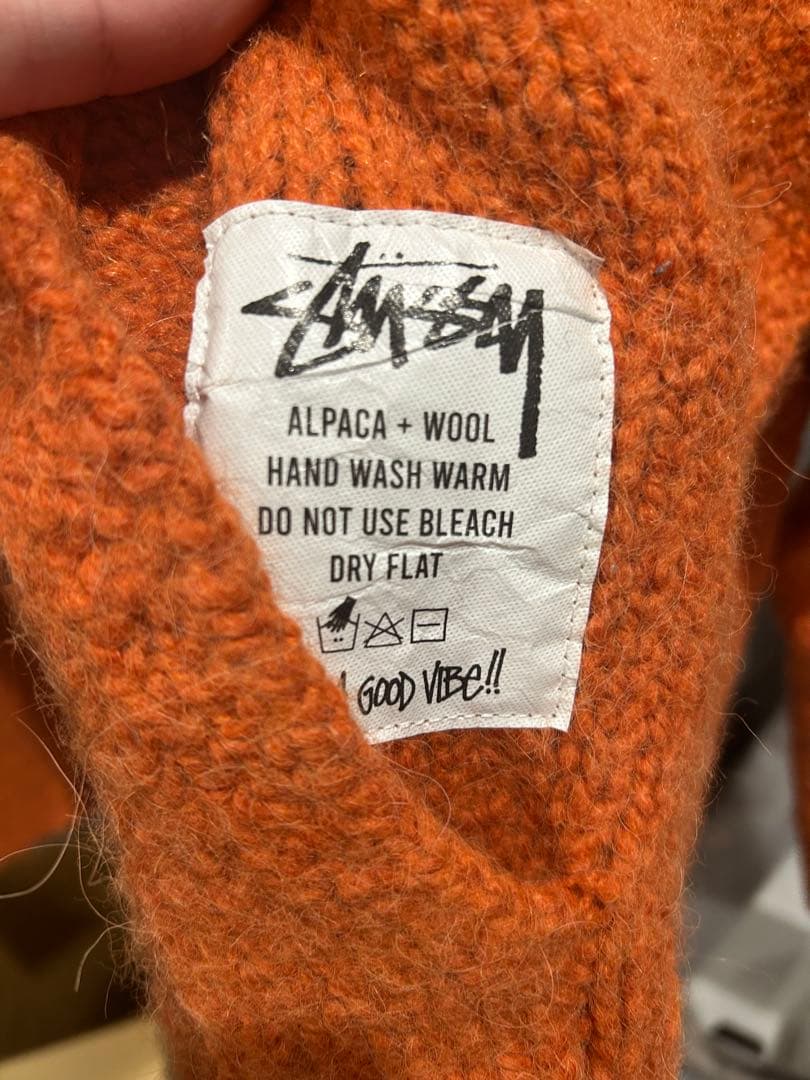 STÜSSY
ALPACA + WOOL
HAND WASH WARM
DO NOT USE BLEACH
DRY FLAT
GOOD VIBE!!